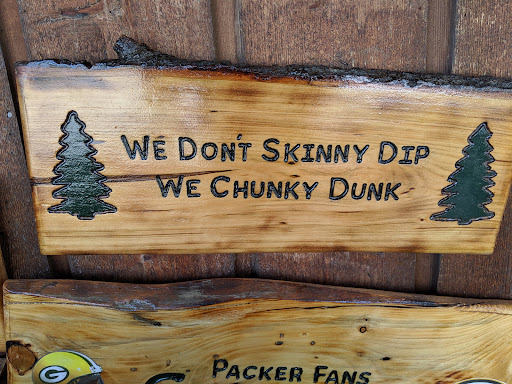 We Don't Skinny Dip
We Chunky Dunk
G
Packer Fans